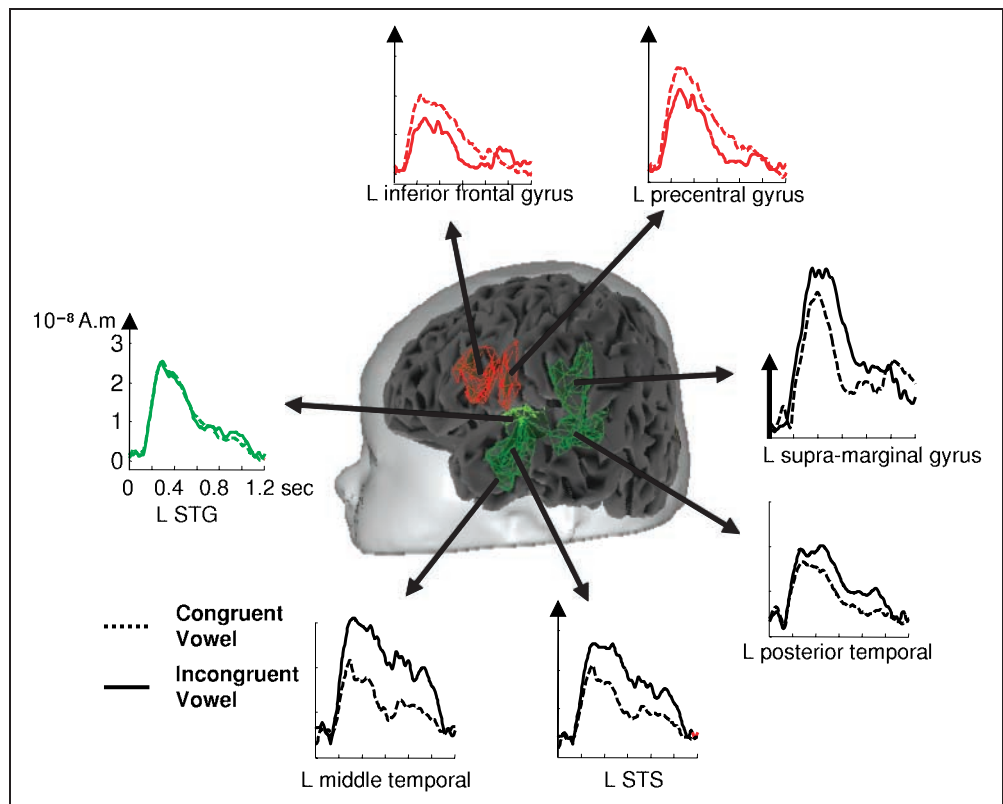 L inferior frontal gyrus
L precentral gyrus
10⁻⁸ A.m
3
2
1
0
0 0.4 0.8 1.2 sec
L STG
L supra-marginal gyrus
L posterior temporal
Congruent
Vowel
Incongruent
Vowel
L middle temporal
L STS